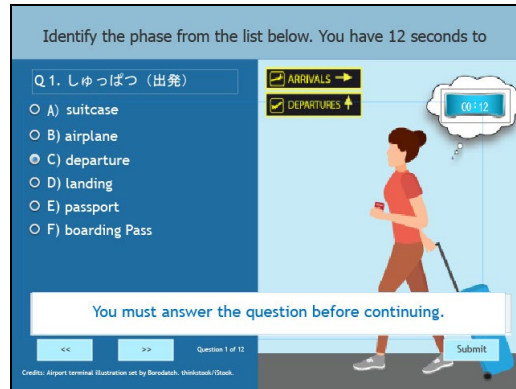 Identify the phase from the list below. You have 12 seconds to
Q1. しゅっぱつ（出発）
A) suitcase
B) airplane
C) departure
D) landing
E) passport
F) boarding Pass
ARRIVALS
DEPARTURES
00:12
You must answer the question before continuing.
<<
>>
Question 1 of 12
Submit
Credits: Airport terminal illustration set by Borodatch. thinkstock/iStook.